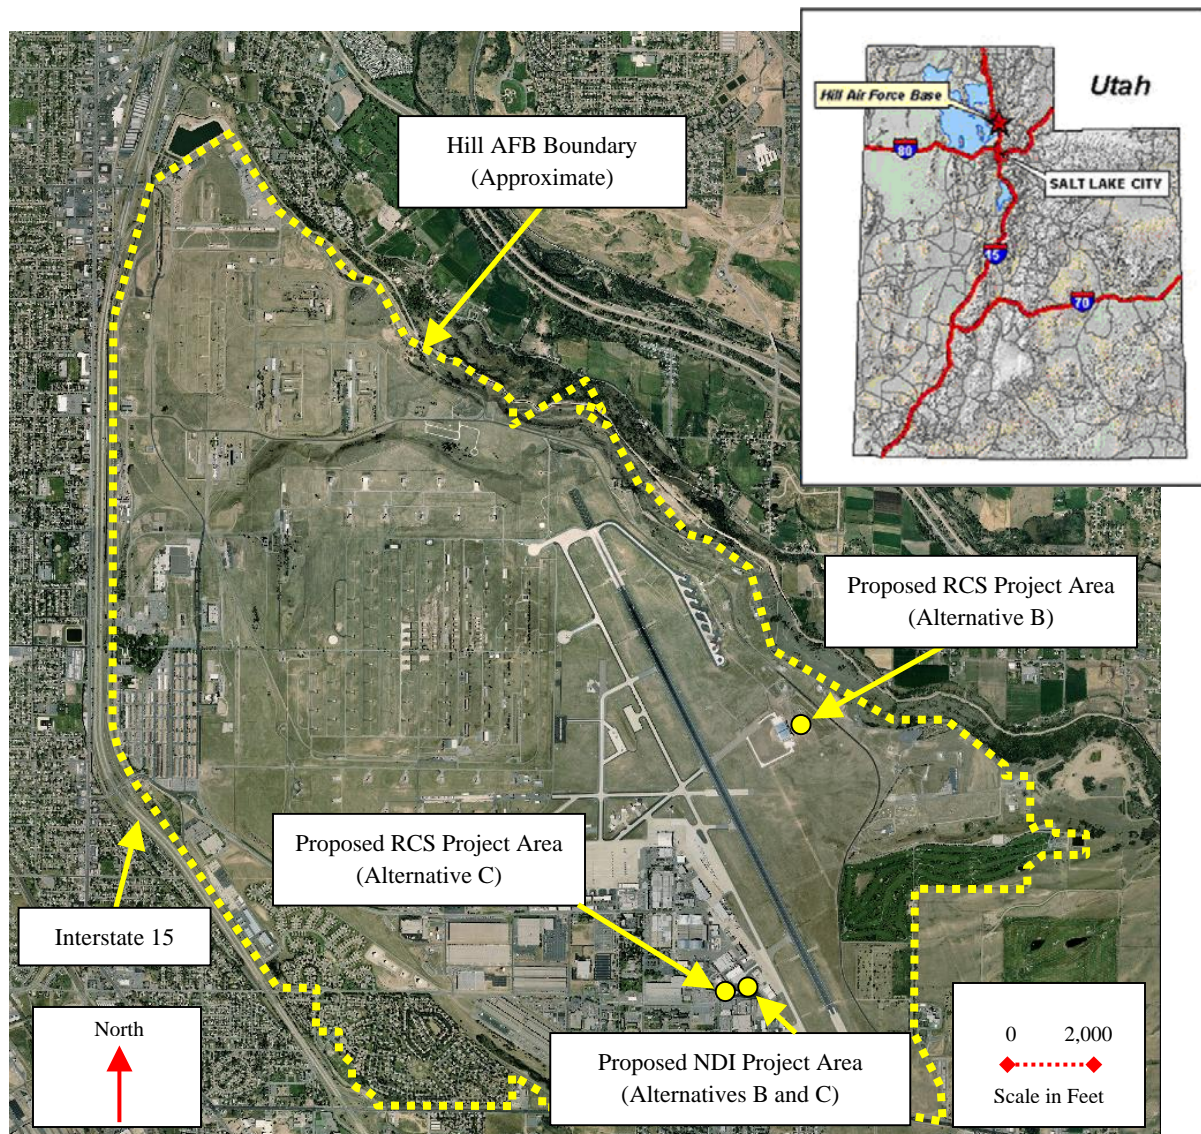 Utah
Hill Air Force Base
80
SALT LAKE CITY
15
70
Hill AFB Boundary
(Approximate)
Proposed RCS Project Area
(Alternative B)
Proposed RCS Project Area
(Alternative C)
Interstate 15
North
Proposed NDI Project Area
(Alternatives B and C)
0 2,000
Scale in Feet